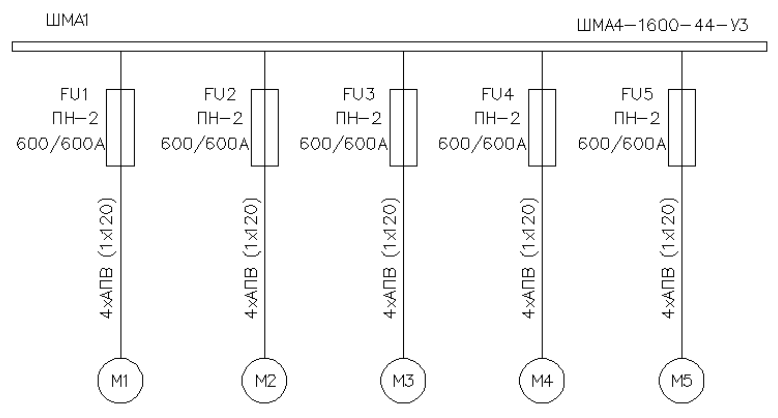 ШМА1
ШМА4-1600-44-У3
FU1
ПН-2
600/600А
FU2
ПН-2
600/600А
FU3
ПН-2
600/600А
FU4
ПН-2
600/600А
FU5
ПН-2
600/600А
4хАПВ (1х120)
4хАПВ (1х120)
4хАПВ (1х120)
4хАПВ (1х120)
4хАПВ (1х120)
М1
М2
М3
М4
М5